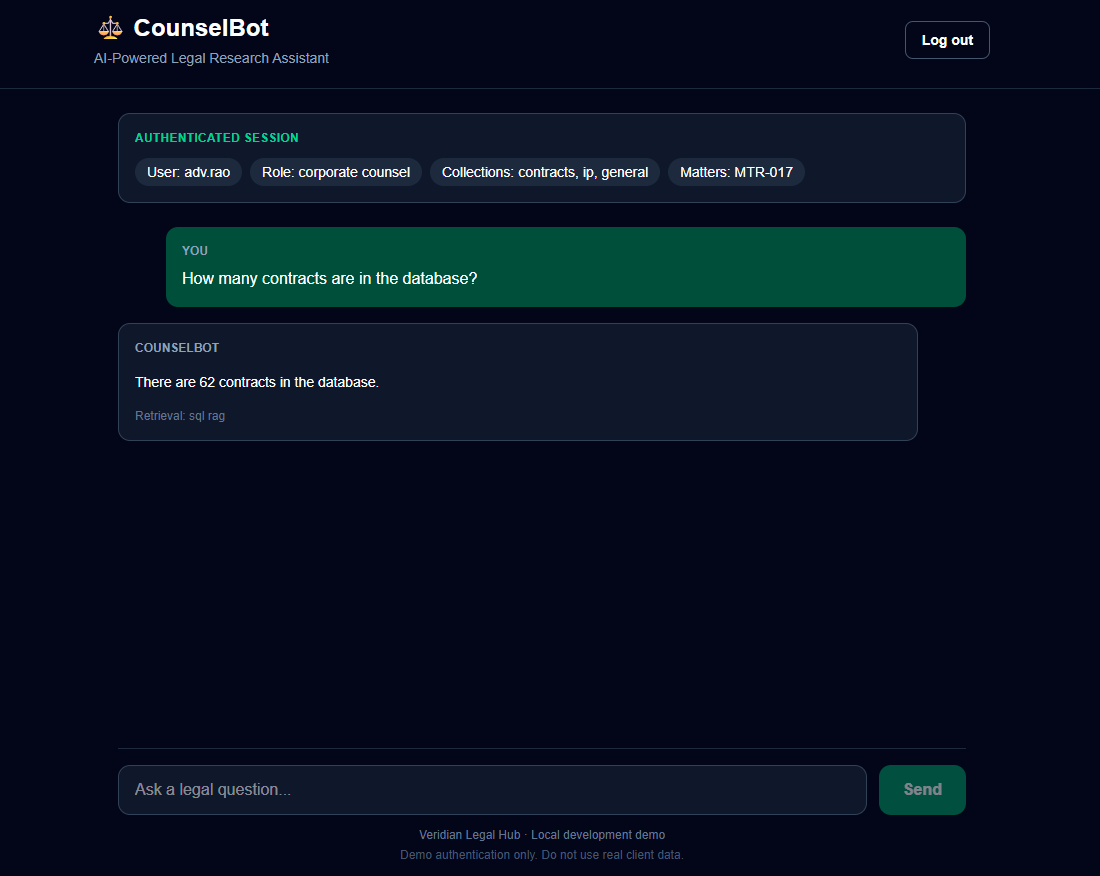 CounselBot
AI-Powered Legal Research Assistant
Log out
AUTHENTICATED SESSION
User: adv.rao
Role: corporate counsel
Collections: contracts, ip, general
Matters: MTR-017
YOU
How many contracts are in the database?
COUNSELBOT
There are 62 contracts in the database.
Retrieval: sql rag
Ask a legal question...
Send
Veridian Legal Hub · Local development demo
Demo authentication only. Do not use real client data.